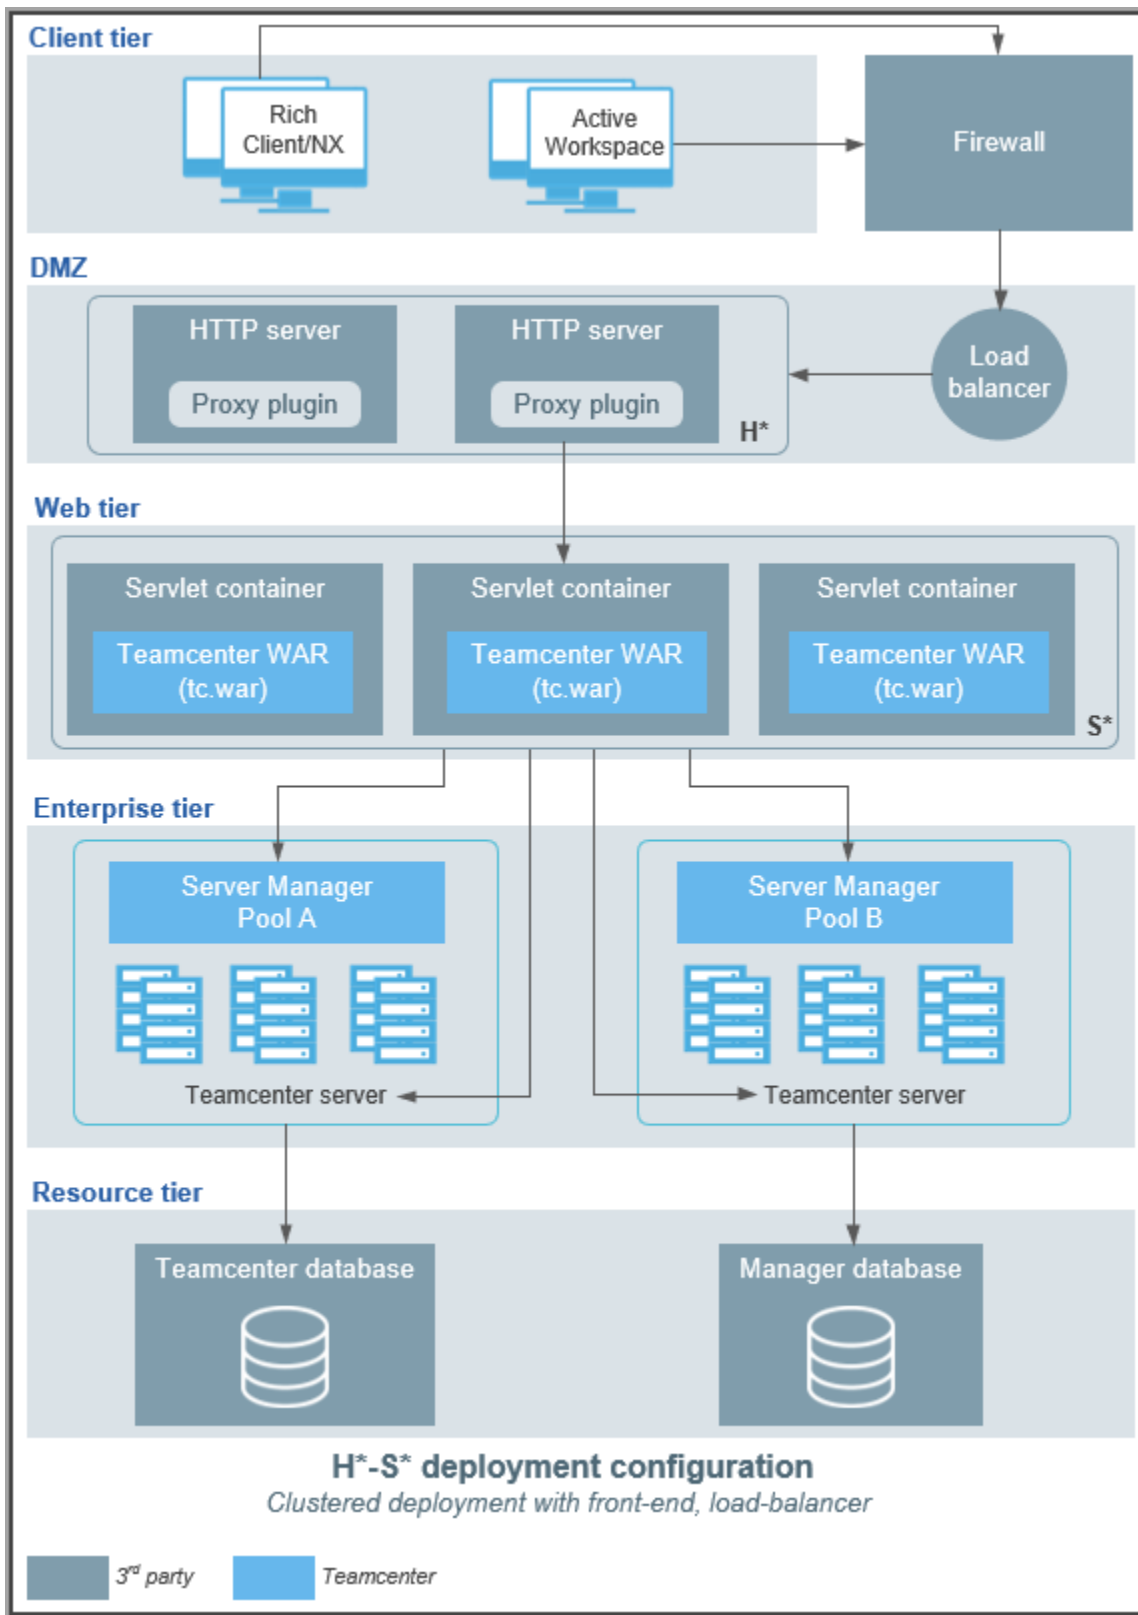 Client tier
Rich
Client/NX
Active
Workspace
Firewall
DMZ
HTTP server
Proxy plugin
HTTP server
Proxy plugin
H*
Load
balancer
Web tier
Servlet container
Teamcenter WAR
(tc.war)
Servlet container
Teamcenter WAR
(tc.war)
Servlet container
Teamcenter WAR
(tc.war)
S*
Enterprise tier
Server Manager
Pool A
Teamcenter server
Server Manager
Pool B
Teamcenter server
Resource tier
Teamcenter database
Manager database
H*-S* deployment configuration
Clustered deployment with front-end, load-balancer
3rd party
Teamcenter